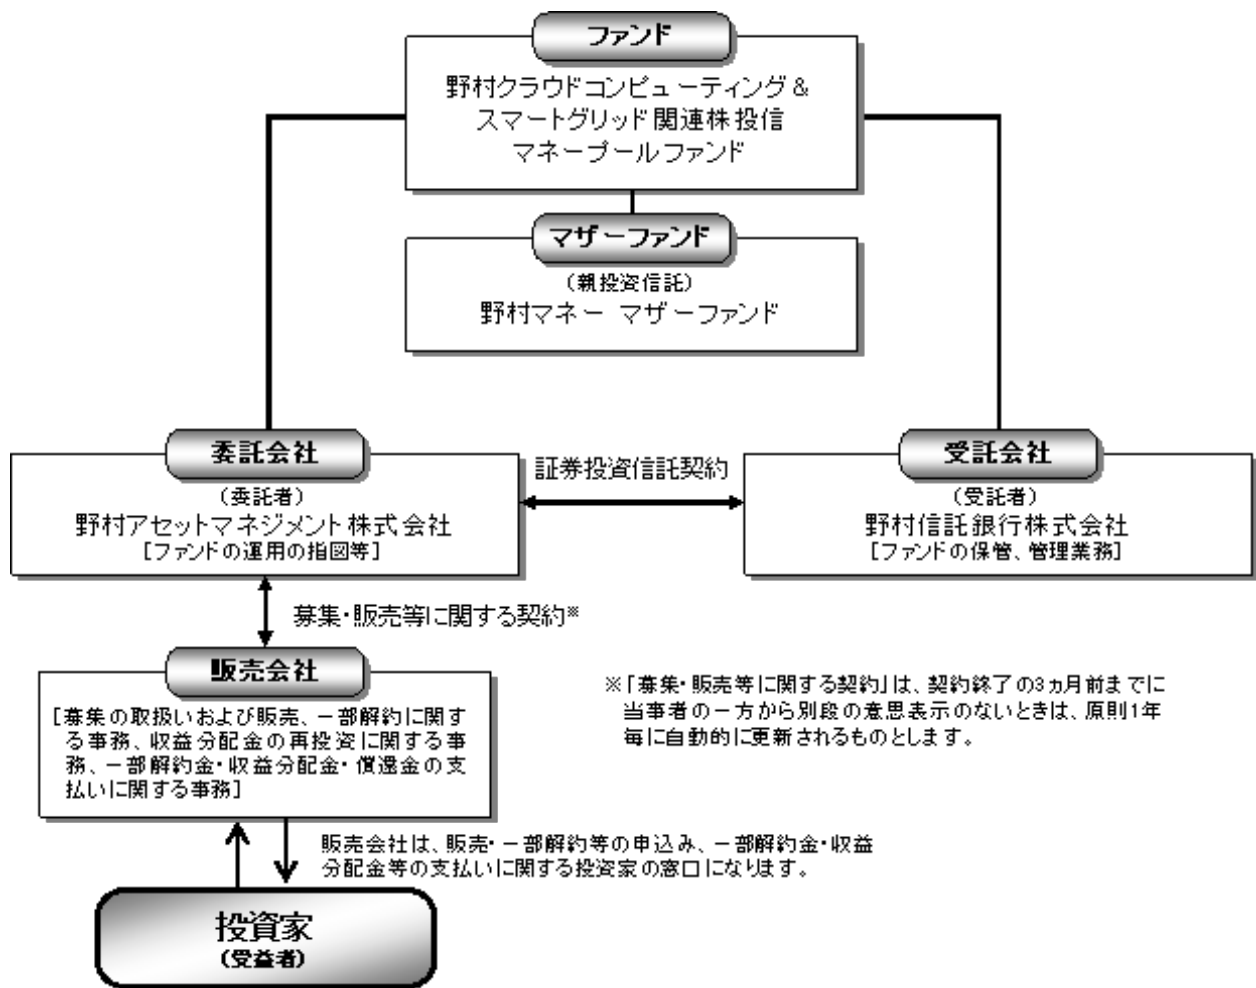 ファンド
野村クラウドコンピューティング&
スマートグリッド関連株投信
マネープールファンド
マザーファンド
(親投資信託)
野村マネー マザーファンド
委託会社
(委託者)
野村アセットマネジメント株式会社
[ファンドの運用の指図等]
証券投資信託契約
受託会社
(受託者)
野村信託銀行株式会社
[ファンドの保管、管理業務]
募集・販売等に関する契約※
販売会社
[募集の取扱いおよび販売、一部解約に関す
る事務、収益分配金の再投資に関する事
務、一部解約金・収益分配金・償還金の支
払いに関する事務]
※「募集・販売等に関する契約」は、契約終了の3ヵ月前までに
当事者の一方から別段の意思表示のないときは、原則1年
毎に自動的に更新されるものとします。
販売会社は、販売・一部解約等の申込み、一部解約金・収益
分配金等の支払いに関する投資家の窓口になります。
投資家
(受益者)